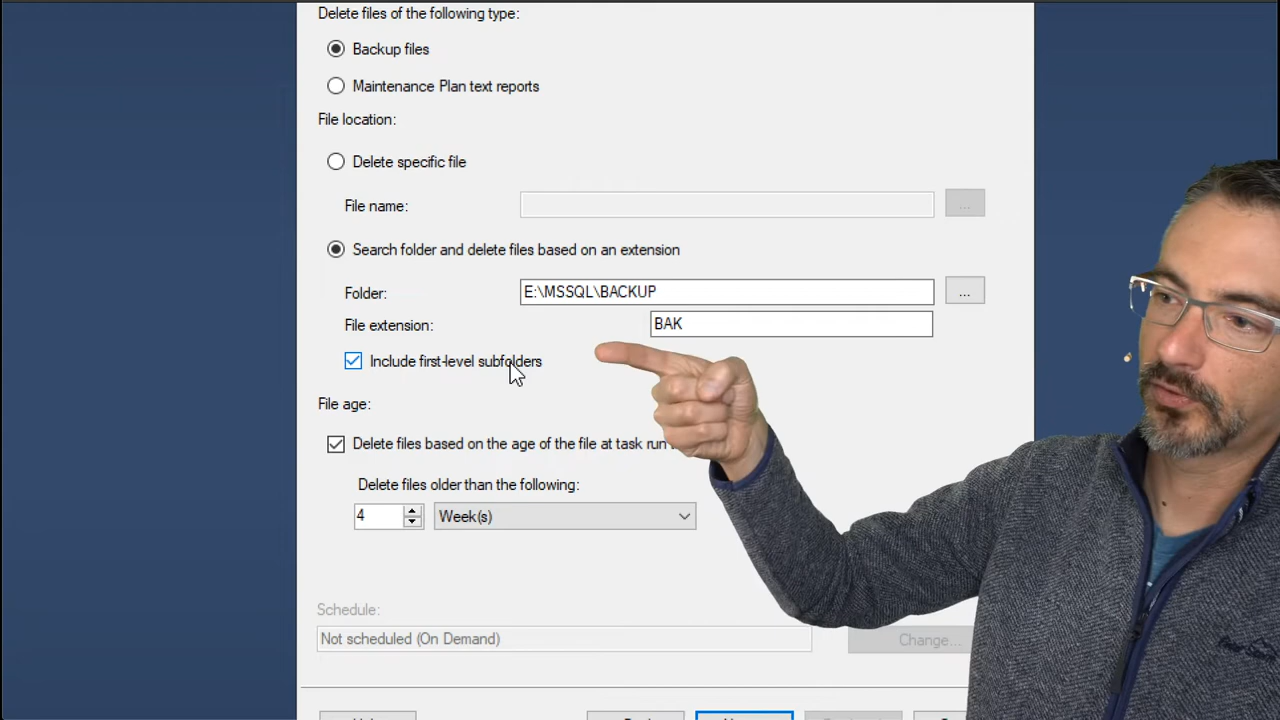 Delete files of the following type:
Backup files
Maintenance Plan text reports
File location:
Delete specific file
File name:
...
Search folder and delete files based on an extension
Folder:
E:\MSSQL\BACKUP
...
File extension:
BAK
Include first-level subfolders
File age:
Delete files based on the age of the file at task run
Delete files older than the following:
4
Week(s)
Schedule:
Not scheduled (On Demand)
Change...